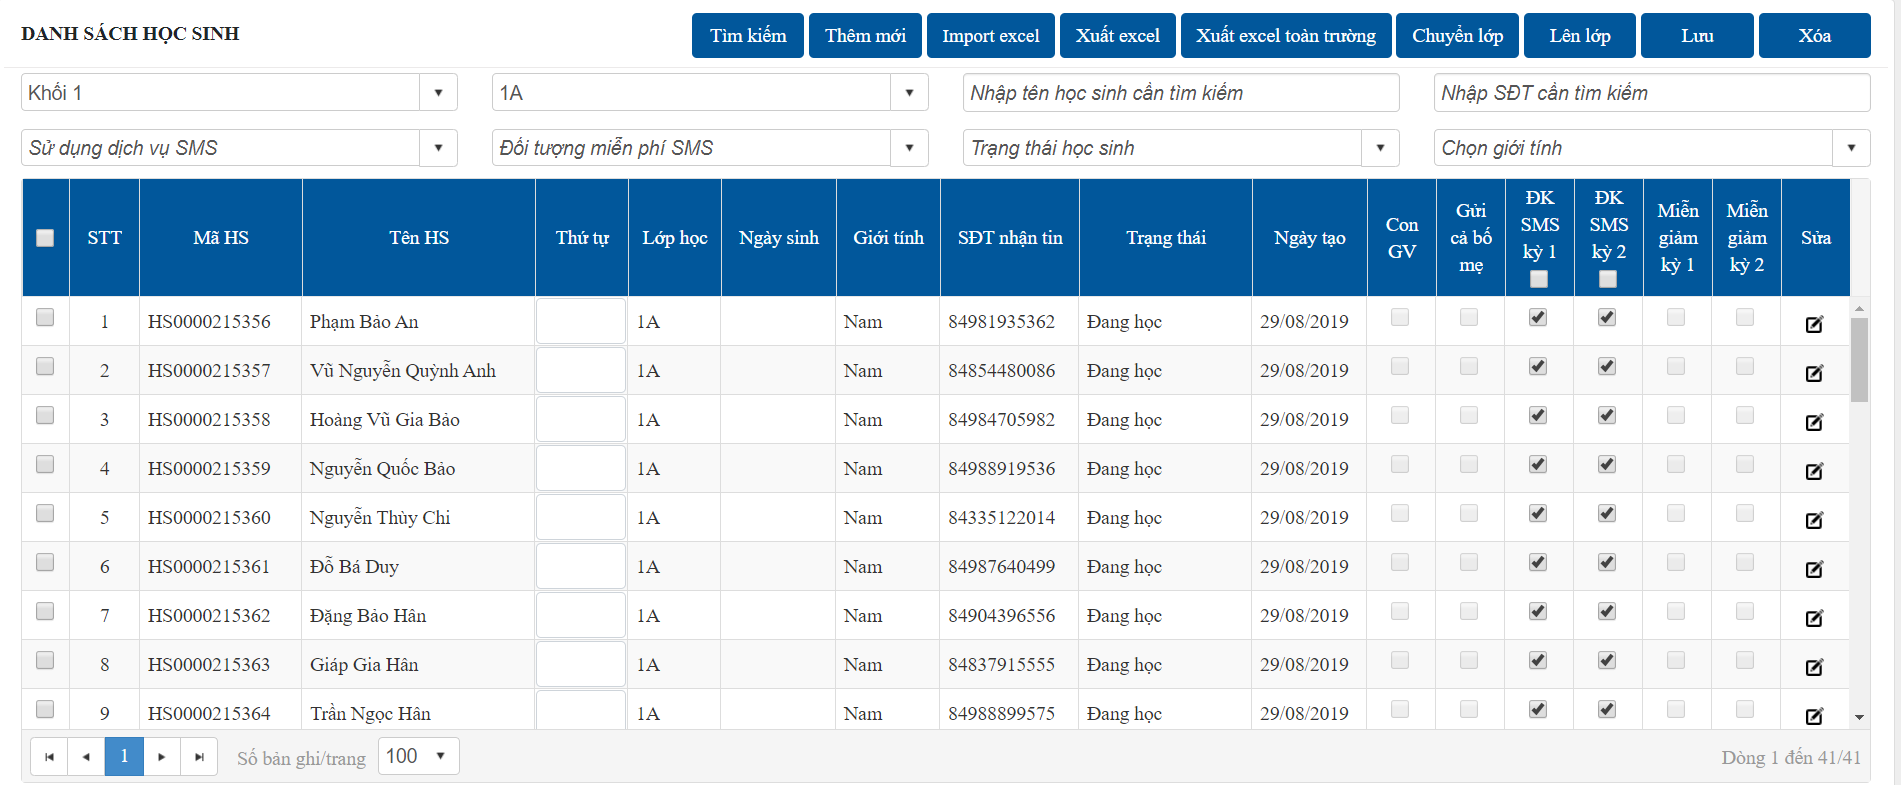 DANH SÁCH HỌC SINH Tìm kiếm Thêm mới Import excel Xuất excel Xuất excel toàn trường Chuyển lớp Lên lớp Lưu Xóa
Khối 1 1A Nhập tên học sinh cần tìm kiếm Nhập SĐT cần tìm kiếm
Sử dụng dịch vụ SMS Đối tượng miễn phí SMS Trạng thái học sinh Chọn giới tính
STT Mã HS Tên HS Thứ tự Lớp học Ngày sinh Giới tính SĐT nhận tin Trạng thái Ngày tạo Con GV Gửi cả bố mẹ ĐK SMS kỳ 1 ĐK SMS kỳ 2 Miễn giảm kỳ 1 Miễn giảm kỳ 2 Sửa
1 HS0000215356 Phạm Bảo An 1A Nam 84981935362 Đang học 29/08/2019
2 HS0000215357 Vũ Nguyễn Quỳnh Anh 1A Nam 84854480086 Đang học 29/08/2019
3 HS0000215358 Hoàng Vũ Gia Bảo 1A Nam 84984705982 Đang học 29/08/2019
4 HS0000215359 Nguyễn Quốc Bảo 1A Nam 84988919536 Đang học 29/08/2019
5 HS0000215360 Nguyễn Thùy Chi 1A Nam 84335122014 Đang học 29/08/2019
6 HS0000215361 Đỗ Bá Duy 1A Nam 84987640499 Đang học 29/08/2019
7 HS0000215362 Đặng Bảo Hân 1A Nam 84904396556 Đang học 29/08/2019
8 HS0000215363 Giáp Gia Hân 1A Nam 84837915555 Đang học 29/08/2019
9 HS0000215364 Trần Ngọc Hân 1A Nam 84988899575 Đang học 29/08/2019
1 Số bản ghi/trang 100 Dòng 1 đến 41/41